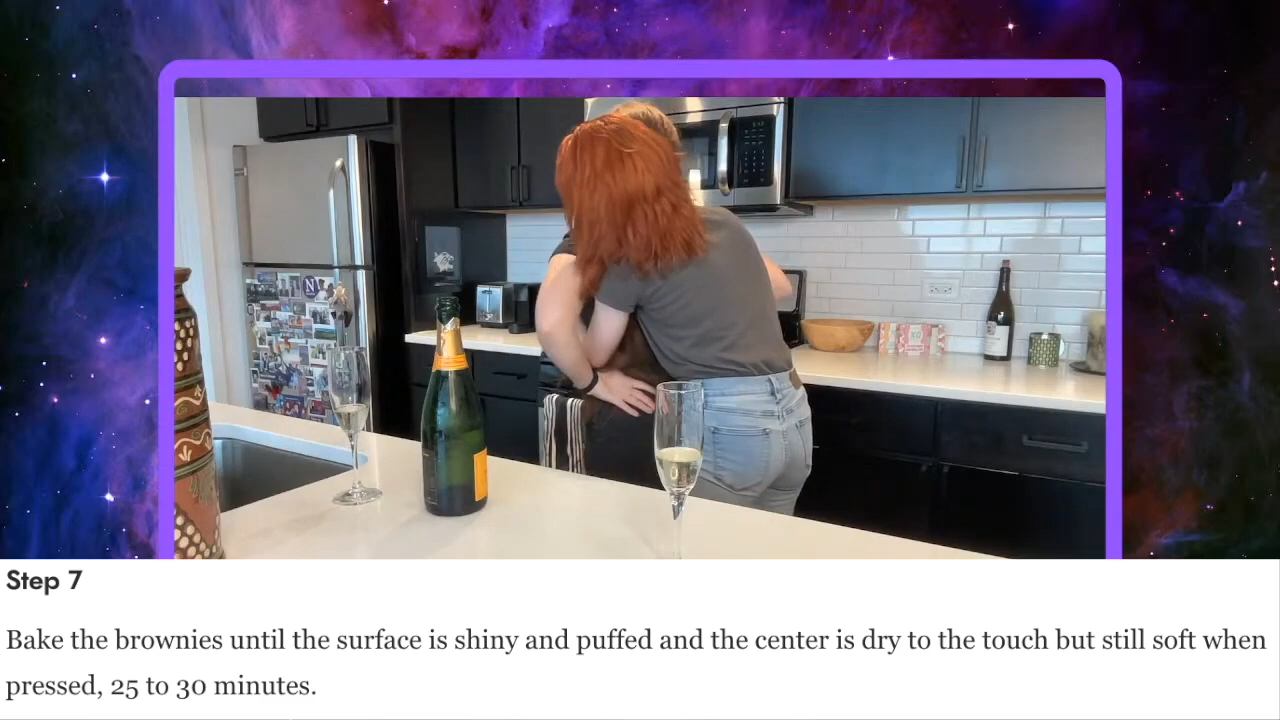 N
Step 7
Bake the brownies until the surface is shiny and puffed and the center is dry to the touch but still soft when
pressed, 25 to 30 minutes.